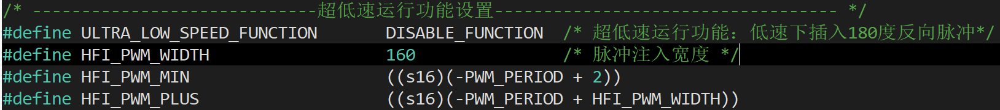 /* ---------------------------超低速运行功能设置----------------------------------- */
#define ULTRA_LOW_SPEED_FUNCTION DISABLE_FUNCTION /* 超低速运行功能：低速下插入180度反向脉冲*/
#define HFI_PWM_WIDTH 160 /* 脉冲注入宽度 */
#define HFI_PWM_MIN ((s16)(-PWM_PERIOD + 2))
#define HFI_PWM_PLUS ((s16)(-PWM_PERIOD + HFI_PWM_WIDTH))